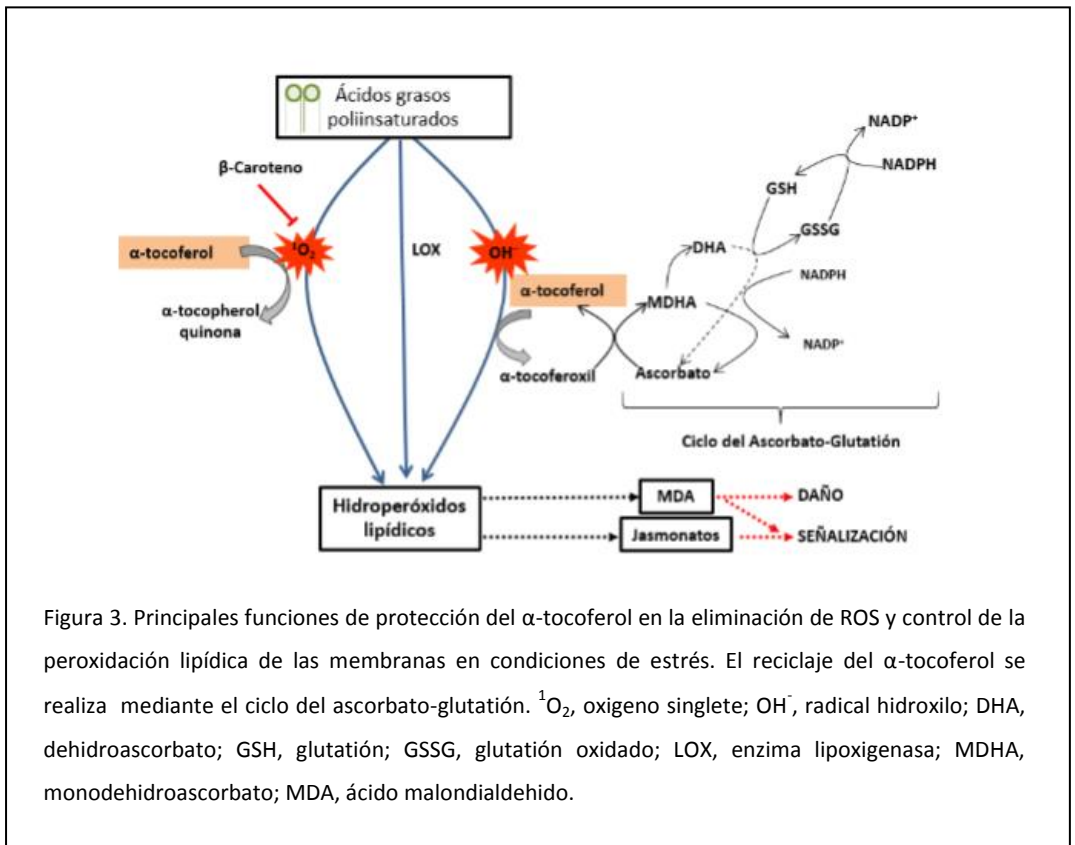 Ácidos grasos
poliinsaturados
β-Caroteno
α-tocoferol
¹O₂
α-tocopherol
quinona
LOX
OH⁻
α-tocoferol
α-tocoferoxil
MDHA
DHA
Ascorbato
GSH
GSSG
NADP⁺
NADPH
NADPH
NADP⁺
Ciclo del Ascorbato-Glutatión
Hidroperóxidos
lipídicos
MDA
Jasmonatos
DAÑO
SEÑALIZACIÓN
Figura 3. Principales funciones de protección del α-tocoferol en la eliminación de ROS y control de la
peroxidación lipídica de las membranas en condiciones de estrés. El reciclaje del α-tocoferol se
realiza mediante el ciclo del ascorbato-glutatión. ¹O₂, oxigeno singlete; OH⁻, radical hidroxilo; DHA,
dehidroascorbato; GSH, glutatión; GSSG, glutatión oxidado; LOX, enzima lipoxigenasa; MDHA,
monodehidroascorbato; MDA, ácido malondialdehido.